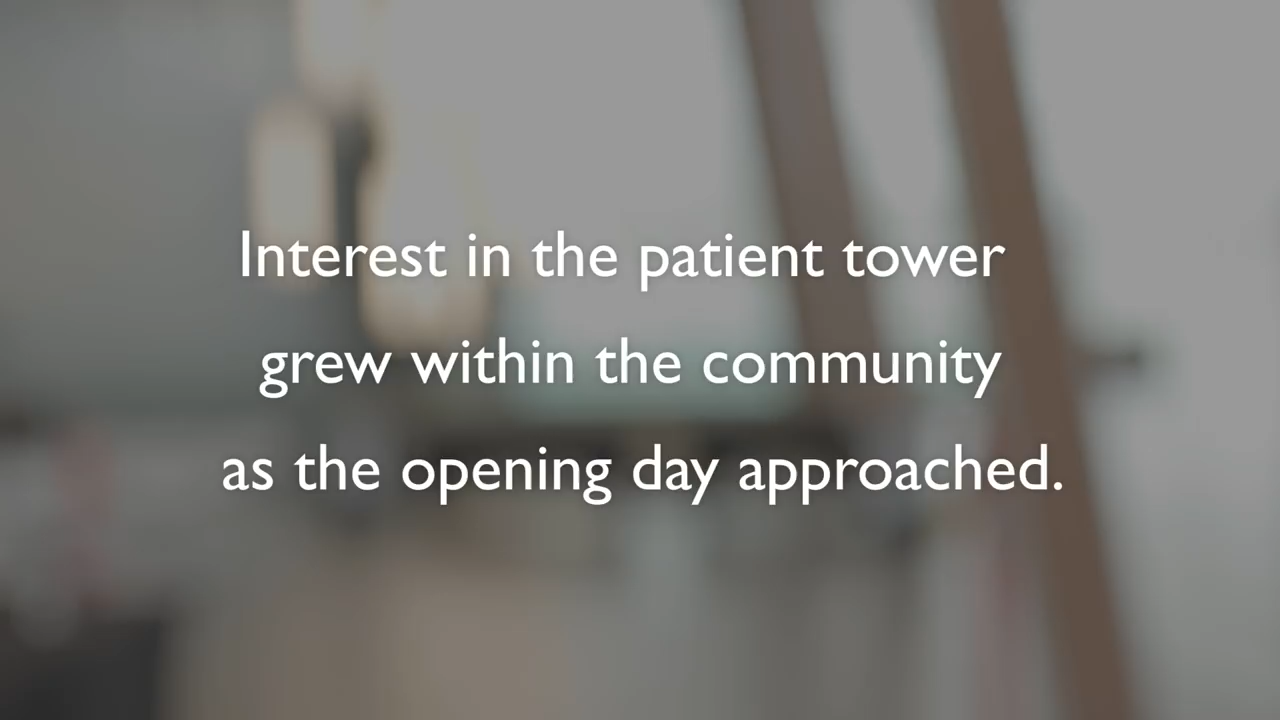 Interest in the patient tower
grew within the community
as the opening day approached.